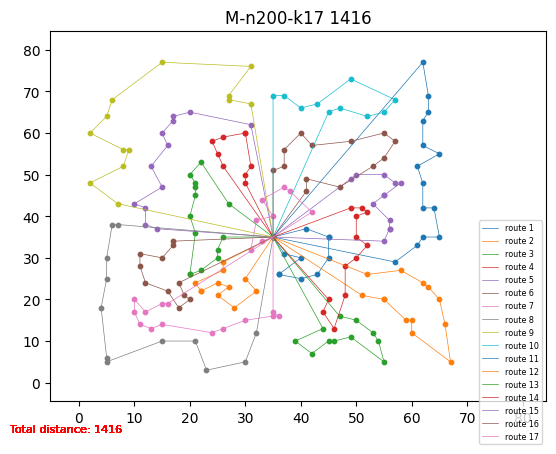 M-n200-k17 1416
80
70
60
50
40
30
20
10
0
0
10
20
30
40
50
60
70
80
route 1
route 2
route 3
route 4
route 5
route 6
route 7
route 8
route 9
route 10
route 11
route 12
route 13
route 14
route 15
route 16
route 17
Total distance: 1416